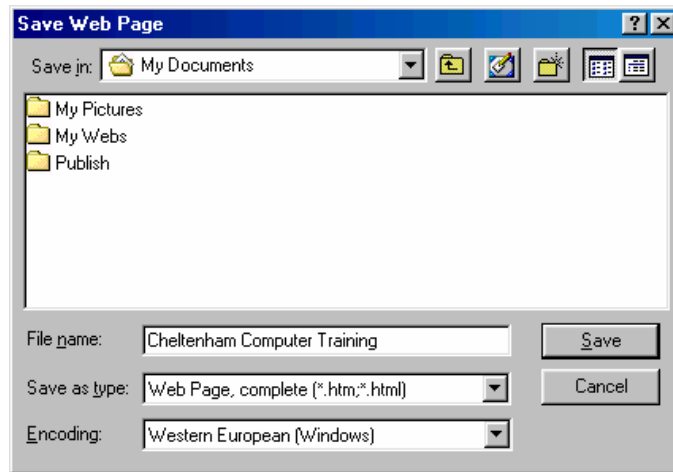 Save Web Page
Save in: My Documents
My Pictures
My Webs
Publish
File name: Cheltenham Computer Training Save
Save as type: Web Page, complete (*.htm;*.html) Cancel
Encoding: Western European (Windows)